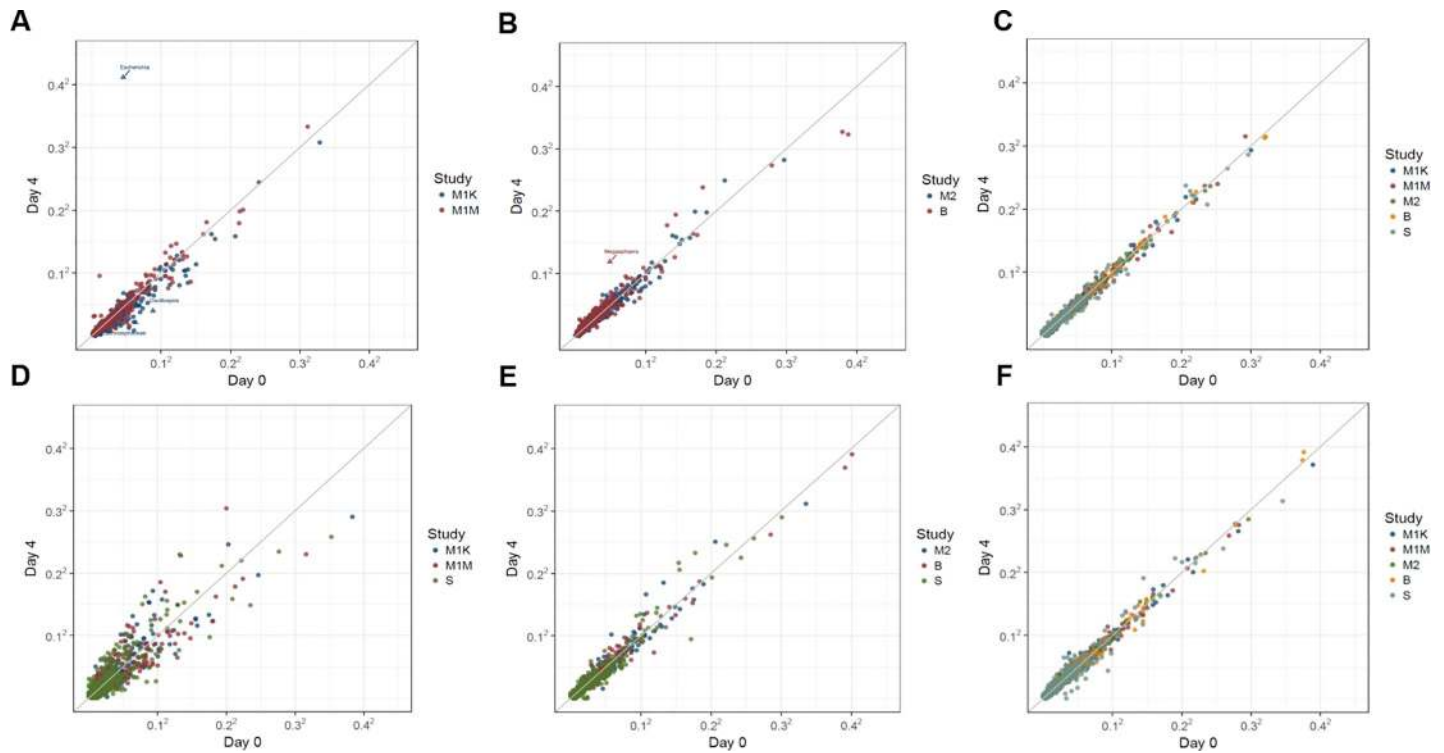 A
Escherichia
Day 4
0.4²
0.3²
0.2²
0.1²
0.1²
0.2²
0.3²
0.4²
Day 0
Study
M1K
M1M
B
Day 4
0.4²
0.3²
0.2²
0.1²
0.1²
0.2²
0.3²
0.4²
Day 0
Study
M2
B
C
Day 4
0.4²
0.3²
0.2²
0.1²
0.1²
0.2²
0.3²
0.4²
Day 0
Study
M1K
M1M
M2
B
S
D
Day 4
0.4²
0.3²
0.2²
0.1²
0.1²
0.2²
0.3²
0.4²
Day 0
Study
M1K
M1M
S
E
Day 4
0.4²
0.3²
0.2²
0.1²
0.1²
0.2²
0.3²
0.4²
Day 0
Study
M2
B
S
F
Day 4
0.4²
0.3²
0.2²
0.1²
0.1²
0.2²
0.3²
0.4²
Day 0
Study
M1K
M1M
M2
B
S